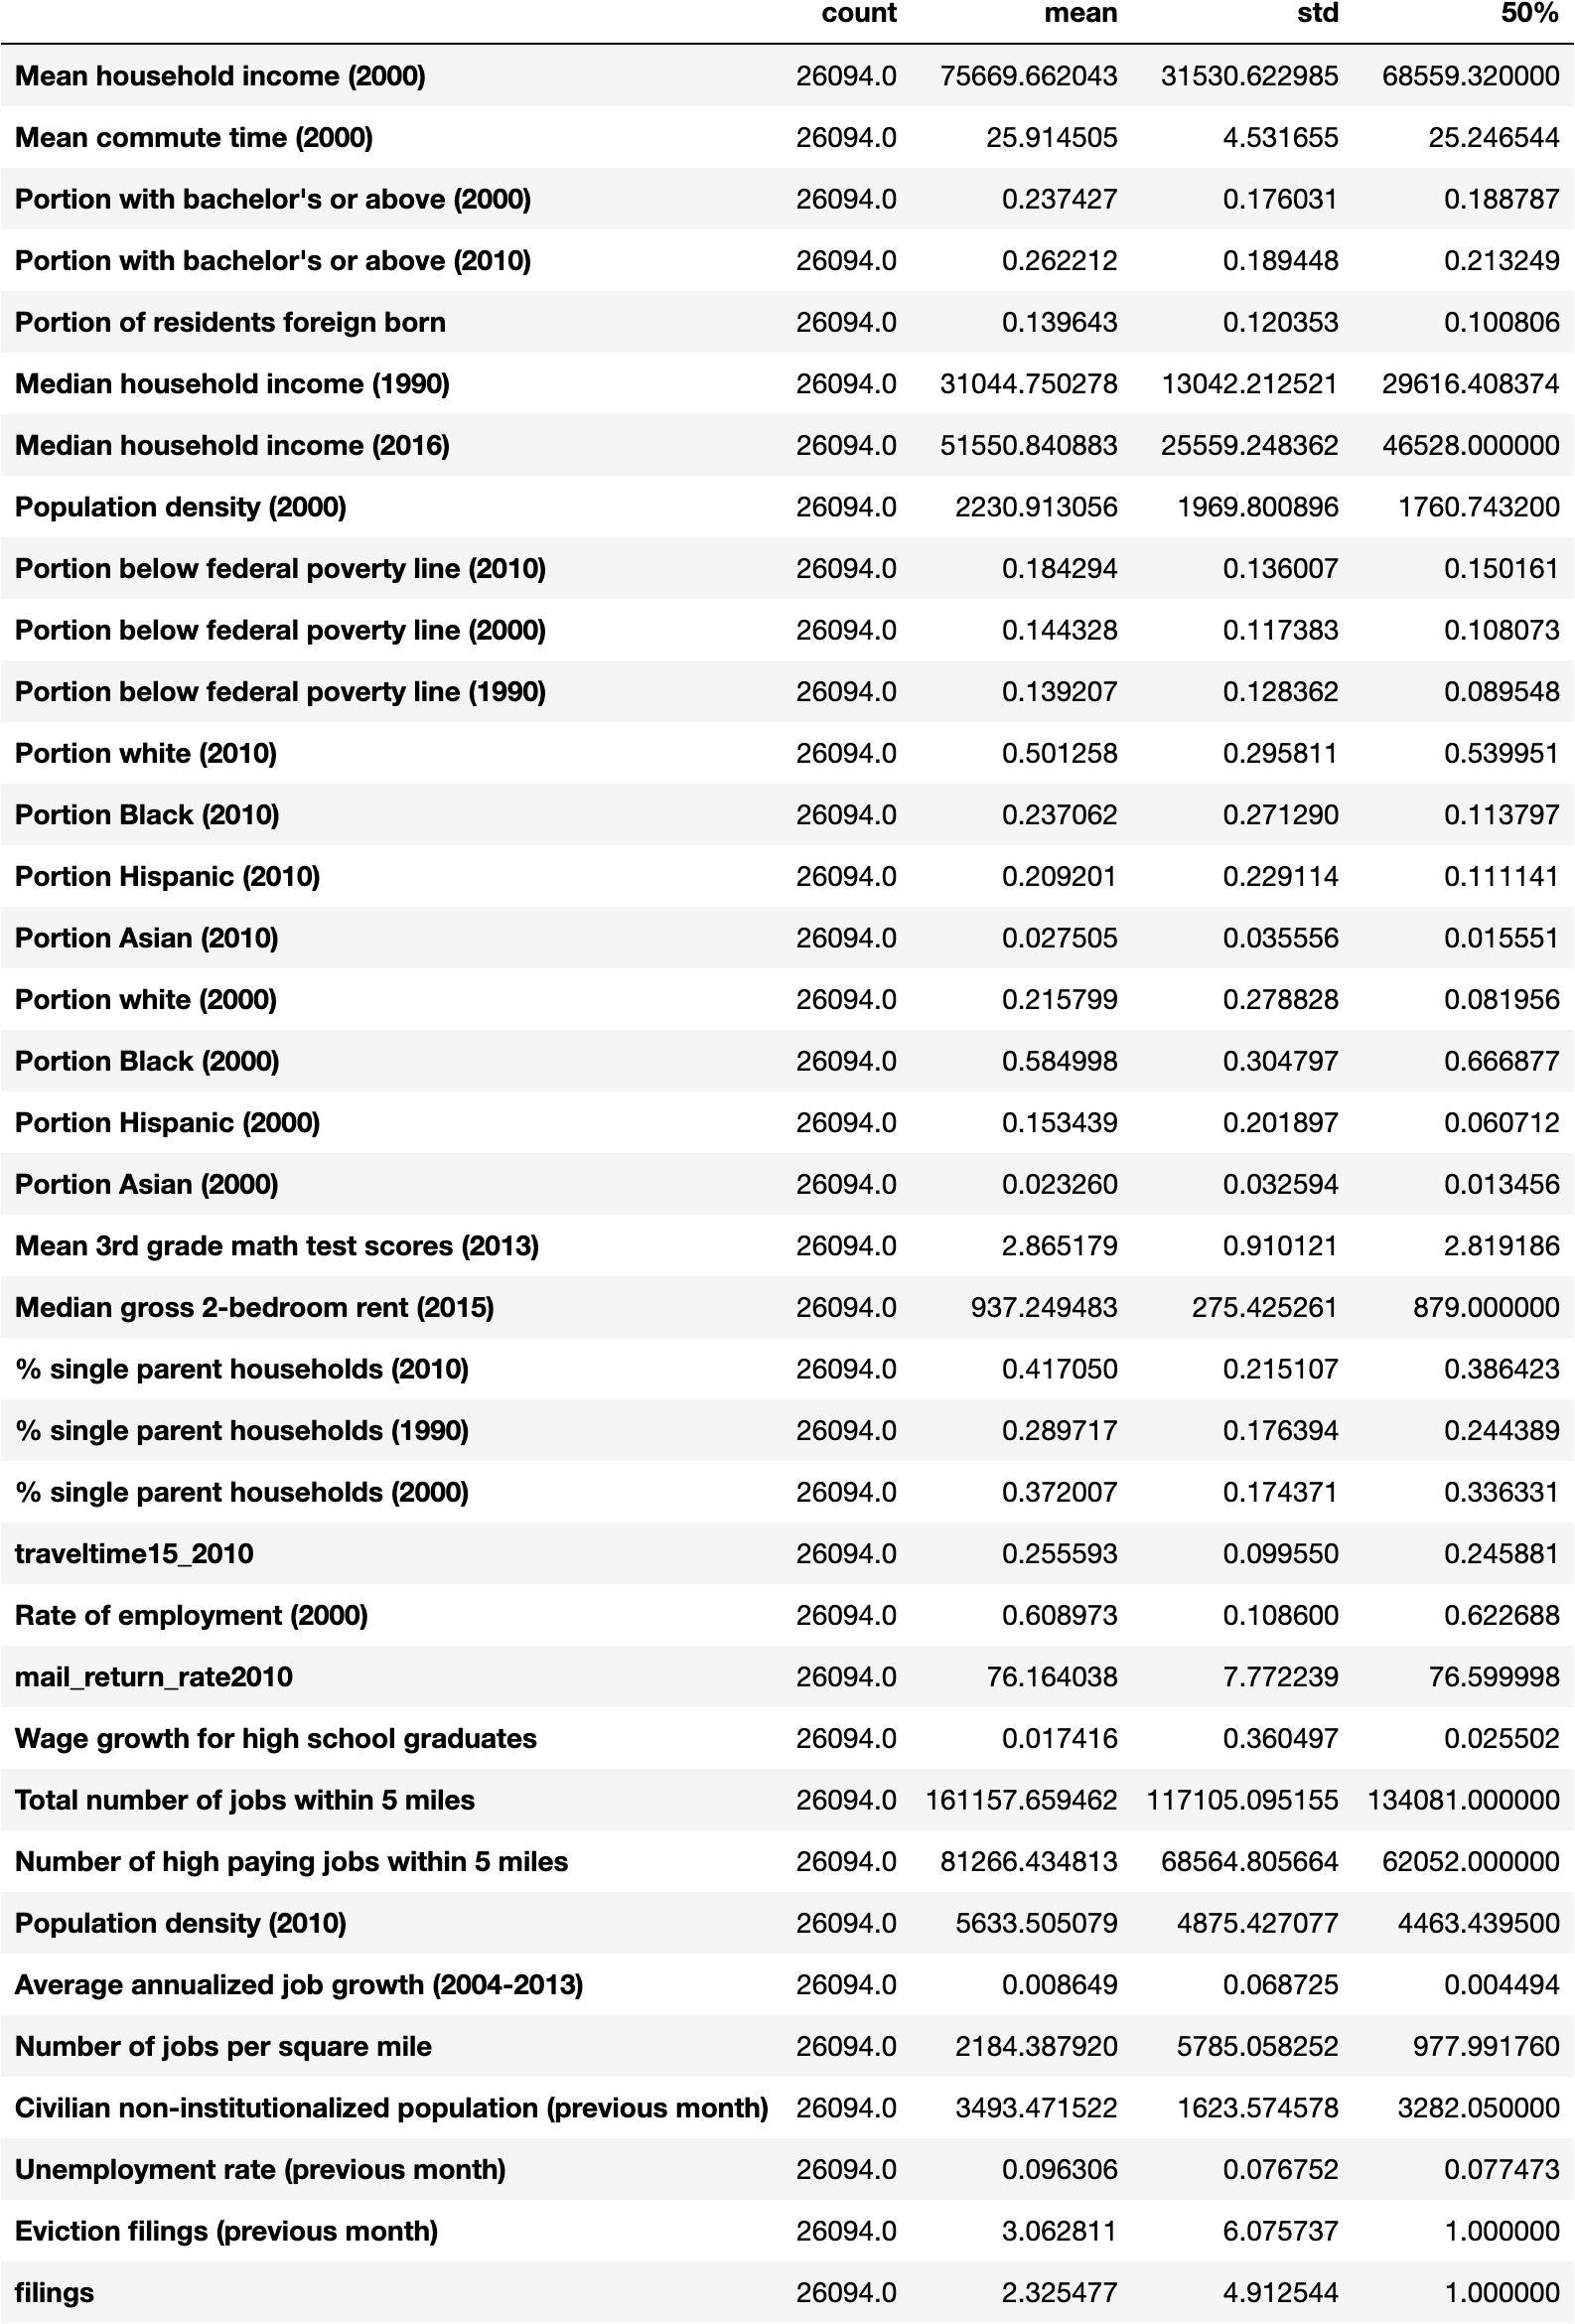 count mean std 50%
Mean household income (2000) 26094.0 75669.662043 31530.622985 68559.320000
Mean commute time (2000) 26094.0 25.914505 4.531655 25.246544
Portion with bachelor's or above (2000) 26094.0 0.237427 0.176031 0.188787
Portion with bachelor's or above (2010) 26094.0 0.262212 0.189448 0.213249
Portion of residents foreign born 26094.0 0.139643 0.120353 0.100806
Median household income (1990) 26094.0 31044.750278 13042.212521 29616.408374
Median household income (2016) 26094.0 51550.840883 25559.248362 46528.000000
Population density (2000) 26094.0 2230.913056 1969.800896 1760.743200
Portion below federal poverty line (2010) 26094.0 0.184294 0.136007 0.150161
Portion below federal poverty line (2000) 26094.0 0.144328 0.117383 0.108073
Portion below federal poverty line (1990) 26094.0 0.139207 0.128362 0.089548
Portion white (2010) 26094.0 0.501258 0.295811 0.539951
Portion Black (2010) 26094.0 0.237062 0.271290 0.113797
Portion Hispanic (2010) 26094.0 0.209201 0.229114 0.111141
Portion Asian (2010) 26094.0 0.027505 0.035556 0.015551
Portion white (2000) 26094.0 0.215799 0.278828 0.081956
Portion Black (2000) 26094.0 0.584998 0.304797 0.666877
Portion Hispanic (2000) 26094.0 0.153439 0.201897 0.060712
Portion Asian (2000) 26094.0 0.023260 0.032594 0.013456
Mean 3rd grade math test scores (2013) 26094.0 2.865179 0.910121 2.819186
Median gross 2-bedroom rent (2015) 26094.0 937.249483 275.425261 879.000000
% single parent households (2010) 26094.0 0.417050 0.215107 0.386423
% single parent households (1990) 26094.0 0.289717 0.176394 0.244389
% single parent households (2000) 26094.0 0.372007 0.174371 0.336331
traveltime15_2010 26094.0 0.255593 0.099550 0.245881
Rate of employment (2000) 26094.0 0.608973 0.108600 0.622688
mail_return_rate2010 26094.0 76.164038 7.772239 76.599998
Wage growth for high school graduates 26094.0 0.017416 0.360497 0.025502
Total number of jobs within 5 miles 26094.0 161157.659462 117105.095155 134081.000000
Number of high paying jobs within 5 miles 26094.0 81266.434813 68564.805664 62052.000000
Population density (2010) 26094.0 5633.505079 4875.427077 4463.439500
Average annualized job growth (2004-2013) 26094.0 0.008649 0.068725 0.004494
Number of jobs per square mile 26094.0 2184.387920 5785.058252 977.991760
Civilian non-institutionalized population (previous month) 26094.0 3493.471522 1623.574578 3282.050000
Unemployment rate (previous month) 26094.0 0.096306 0.076752 0.077473
Eviction filings (previous month) 26094.0 3.062811 6.075737 1.000000
filings 26094.0 2.325477 4.912544 1.000000